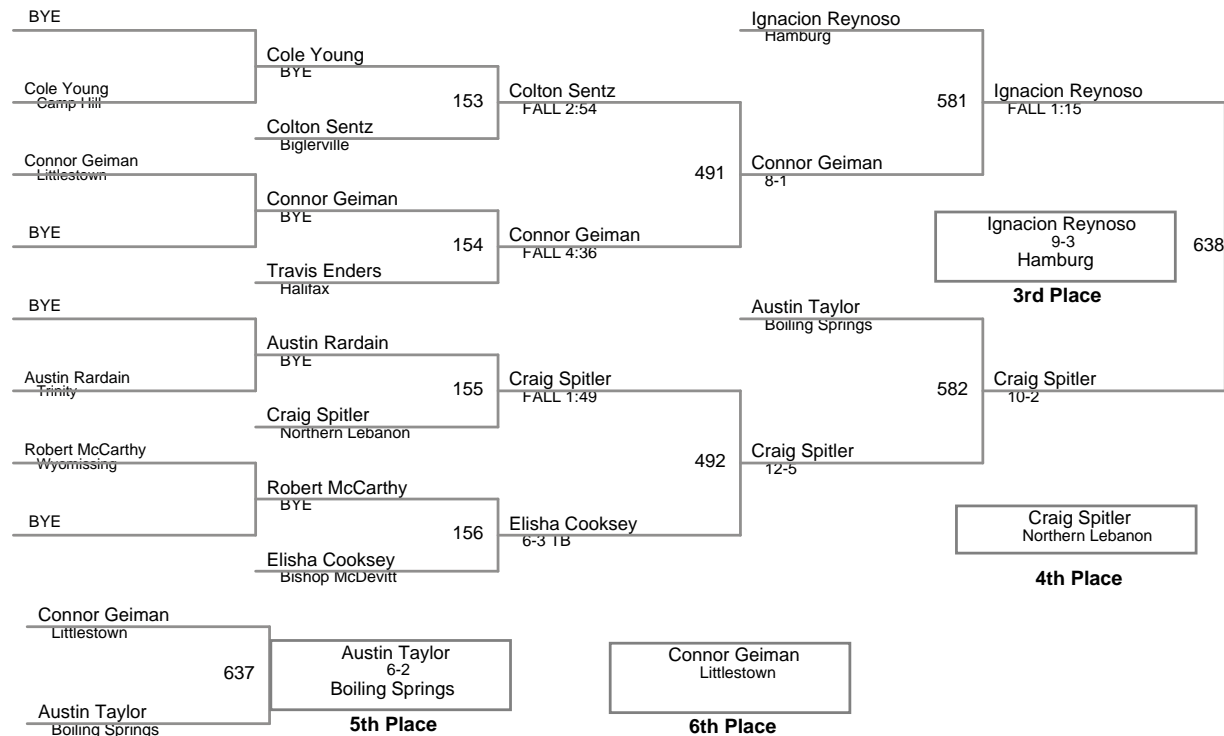 BYE
Ignacion Reynoso
Hamburg
Cole Young
BYE
Cole Young
Camp Hill
153
Colton Sentz
FALL 2:54
581
Ignacion Reynoso
FALL 1:15
Colton Sentz
Biglerville
Connor Geiman
Littlestown
491
Connor Geiman
8-1
Connor Geiman
BYE
BYE
154
Connor Geiman
FALL 4:36
Ignacion Reynoso
9-3
Hamburg
638
3rd Place
Travis Enders
Halifax
BYE
Austin Taylor
Boiling Springs
Austin Rardain
BYE
Austin Rardain
Trinity
155
Craig Spitler
FALL 1:49
582
Craig Spitler
10-2
Craig Spitler
Northern Lebanon
Robert McCarthy
Wyomissing
492
Craig Spitler
12-5
Robert McCarthy
BYE
BYE
156
Elisha Cooksey
6-3 TB
Craig Spitler
Northern Lebanon
4th Place
Elisha Cooksey
Bishop McDevitt
Connor Geiman
Littlestown
637
Austin Taylor
6-2
Boiling Springs
5th Place
Connor Geiman
Littlestown
6th Place
Austin Taylor
Boiling Springs